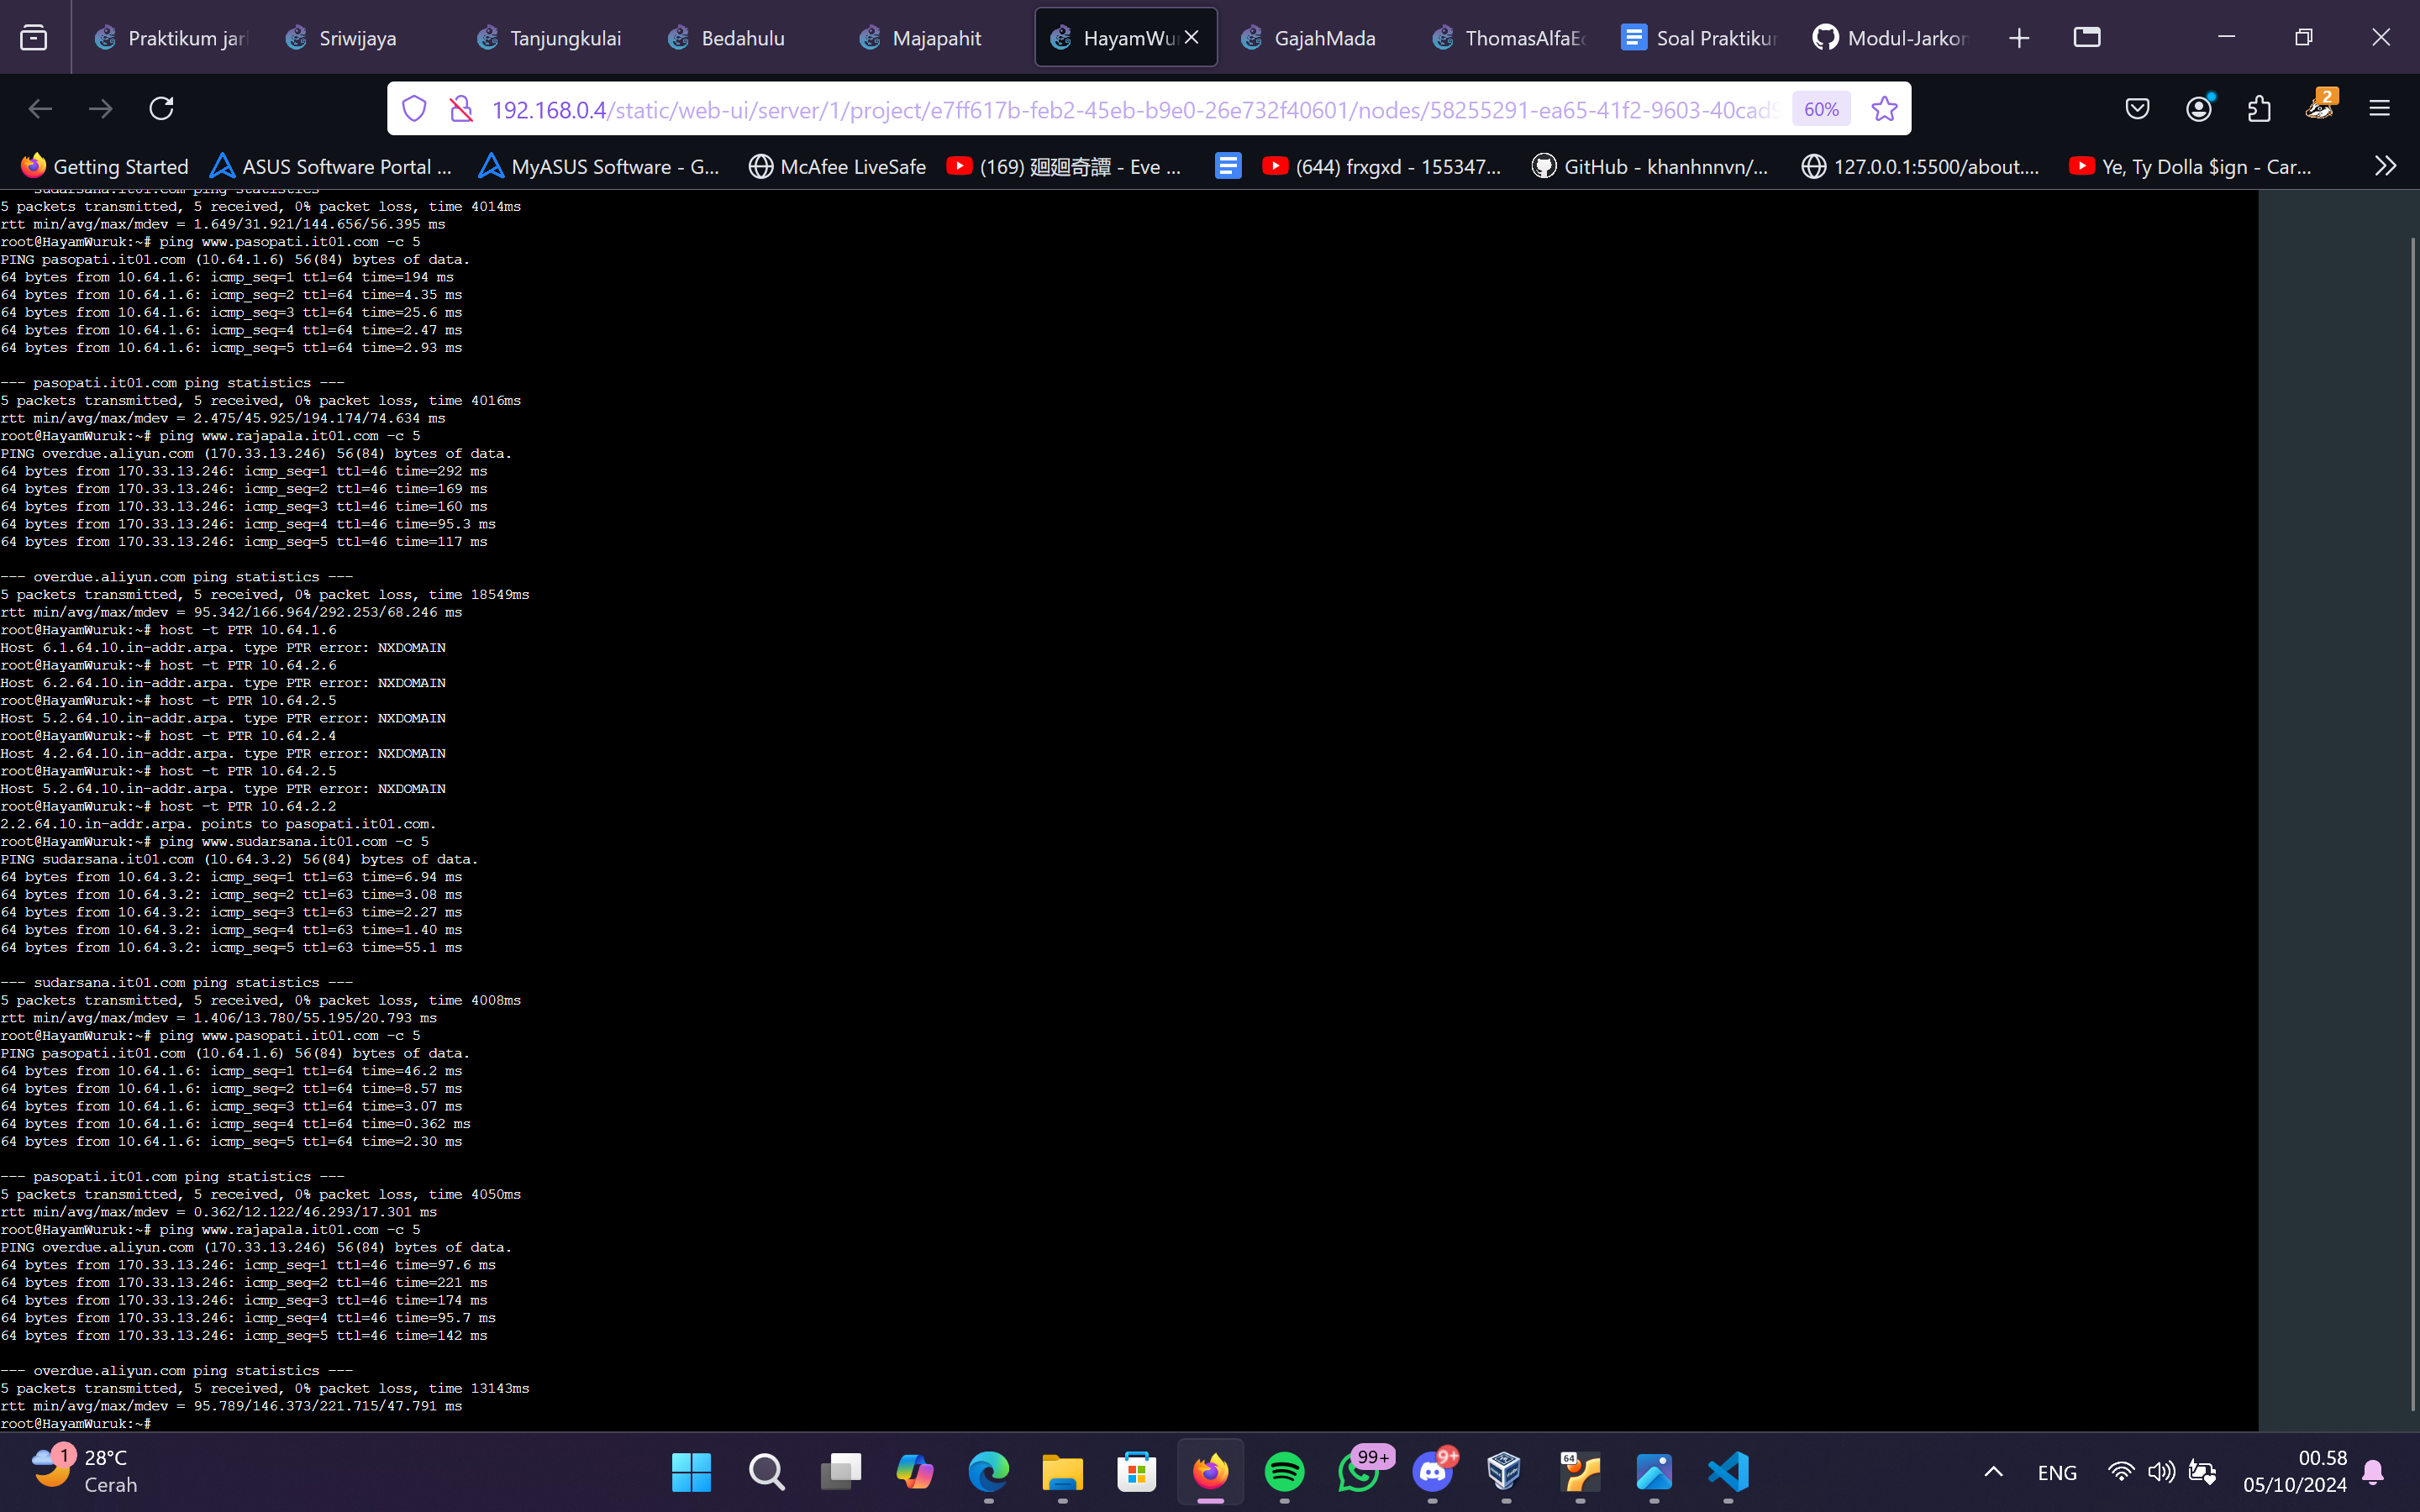 Praktikum jar
Sriwijaya
Tanjungkulai
Bedahulu
Majapahit
HayamWu
GajahMada
ThomasAlfaEd
Soal Praktikur
Modul-Jarkon
192.168.0.4/static/web-ui/server/1/project/e7ff617b-feb2-45eb-b9e0-26e732f40601/nodes/58255291-ea65-41f2-9603-40cad
60%
2
Getting Started
ASUS Software Portal ...
MyASUS Software - G...
McAfee LiveSafe
(169) 廻廻奇譚 - Eve ...
(644) frxgxd - 155347...
GitHub - khanhnnvn/...
127.0.0.1:5500/about....
Ye, Ty Dolla $ign - Car...
--- sudarsana.it01.com ping statistics ---
5 packets transmitted, 5 received, 0% packet loss, time 4014ms
rtt min/avg/max/mdev = 1.649/31.921/144.656/56.395 ms
root@HayamWuruk:~# ping www.pasopati.it01.com -c 5
PING pasopati.it01.com (10.64.1.6) 56(84) bytes of data.
64 bytes from 10.64.1.6: icmp_seq=1 ttl=64 time=194 ms
64 bytes from 10.64.1.6: icmp_seq=2 ttl=64 time=4.35 ms
64 bytes from 10.64.1.6: icmp_seq=3 ttl=64 time=25.6 ms
64 bytes from 10.64.1.6: icmp_seq=4 ttl=64 time=2.47 ms
64 bytes from 10.64.1.6: icmp_seq=5 ttl=64 time=2.93 ms
--- pasopati.it01.com ping statistics ---
5 packets transmitted, 5 received, 0% packet loss, time 4016ms
rtt min/avg/max/mdev = 2.475/45.925/194.174/74.634 ms
root@HayamWuruk:~# ping www.rajapala.it01.com -c 5
PING overdue.aliyun.com (170.33.13.246) 56(84) bytes of data.
64 bytes from 170.33.13.246: icmp_seq=1 ttl=46 time=292 ms
64 bytes from 170.33.13.246: icmp_seq=2 ttl=46 time=169 ms
64 bytes from 170.33.13.246: icmp_seq=3 ttl=46 time=160 ms
64 bytes from 170.33.13.246: icmp_seq=4 ttl=46 time=95.3 ms
64 bytes from 170.33.13.246: icmp_seq=5 ttl=46 time=117 ms
--- overdue.aliyun.com ping statistics ---
5 packets transmitted, 5 received, 0% packet loss, time 18549ms
rtt min/avg/max/mdev = 95.342/166.964/292.253/68.246 ms
root@HayamWuruk:~# host -t PTR 10.64.1.6
Host 6.1.64.10.in-addr.arpa. type PTR error: NXDOMAIN
root@HayamWuruk:~# host -t PTR 10.64.2.6
Host 6.2.64.10.in-addr.arpa. type PTR error: NXDOMAIN
root@HayamWuruk:~# host -t PTR 10.64.2.5
Host 5.2.64.10.in-addr.arpa. type PTR error: NXDOMAIN
root@HayamWuruk:~# host -t PTR 10.64.2.4
Host 4.2.64.10.in-addr.arpa. type PTR error: NXDOMAIN
root@HayamWuruk:~# host -t PTR 10.64.2.5
Host 5.2.64.10.in-addr.arpa. type PTR error: NXDOMAIN
root@HayamWuruk:~# host -t PTR 10.64.2.2
2.2.64.10.in-addr.arpa. points to pasopati.it01.com.
root@HayamWuruk:~# ping www.sudarsana.it01.com -c 5
PING sudarsana.it01.com (10.64.3.2) 56(84) bytes of data.
64 bytes from 10.64.3.2: icmp_seq=1 ttl=63 time=6.94 ms
64 bytes from 10.64.3.2: icmp_seq=2 ttl=63 time=3.08 ms
64 bytes from 10.64.3.2: icmp_seq=3 ttl=63 time=2.27 ms
64 bytes from 10.64.3.2: icmp_seq=4 ttl=63 time=1.40 ms
64 bytes from 10.64.3.2: icmp_seq=5 ttl=63 time=55.1 ms
--- sudarsana.it01.com ping statistics ---
5 packets transmitted, 5 received, 0% packet loss, time 4008ms
rtt min/avg/max/mdev = 1.406/13.780/55.195/20.793 ms
root@HayamWuruk:~# ping www.pasopati.it01.com -c 5
PING pasopati.it01.com (10.64.1.6) 56(84) bytes of data.
64 bytes from 10.64.1.6: icmp_seq=1 ttl=64 time=46.2 ms
64 bytes from 10.64.1.6: icmp_seq=2 ttl=64 time=8.57 ms
64 bytes from 10.64.1.6: icmp_seq=3 ttl=64 time=3.07 ms
64 bytes from 10.64.1.6: icmp_seq=4 ttl=64 time=0.362 ms
64 bytes from 10.64.1.6: icmp_seq=5 ttl=64 time=2.30 ms
--- pasopati.it01.com ping statistics ---
5 packets transmitted, 5 received, 0% packet loss, time 4050ms
rtt min/avg/max/mdev = 0.362/12.122/46.293/17.301 ms
root@HayamWuruk:~# ping www.rajapala.it01.com -c 5
PING overdue.aliyun.com (170.33.13.246) 56(84) bytes of data.
64 bytes from 170.33.13.246: icmp_seq=1 ttl=46 time=97.6 ms
64 bytes from 170.33.13.246: icmp_seq=2 ttl=46 time=221 ms
64 bytes from 170.33.13.246: icmp_seq=3 ttl=46 time=174 ms
64 bytes from 170.33.13.246: icmp_seq=4 ttl=46 time=95.7 ms
64 bytes from 170.33.13.246: icmp_seq=5 ttl=46 time=142 ms
--- overdue.aliyun.com ping statistics ---
5 packets transmitted, 5 received, 0% packet loss, time 13143ms
rtt min/avg/max/mdev = 95.789/146.373/221.715/47.791 ms
root@HayamWuruk:~#
1
28°C
Cerah
99+
9+
64
ENG
00.58
05/10/2024